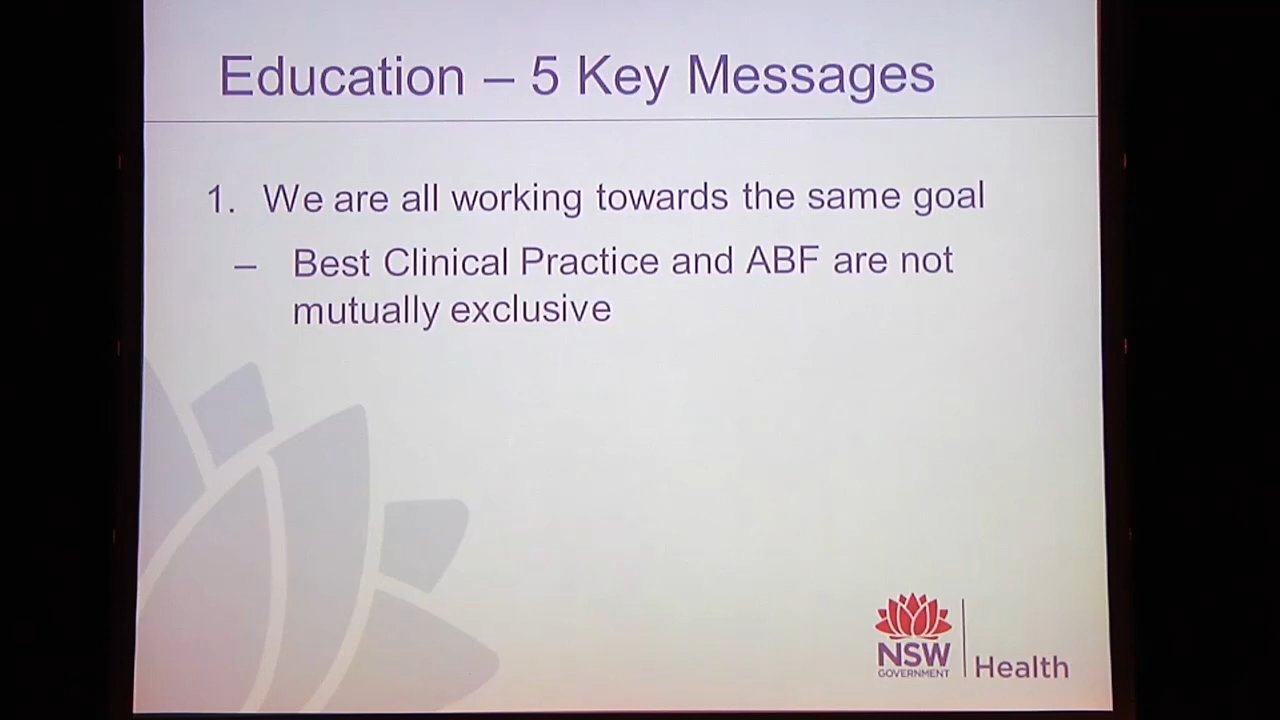 Education – 5 Key Messages
1. We are all working towards the same goal
– Best Clinical Practice and ABF are not
mutually exclusive
NSW
GOVERNMENT
Health